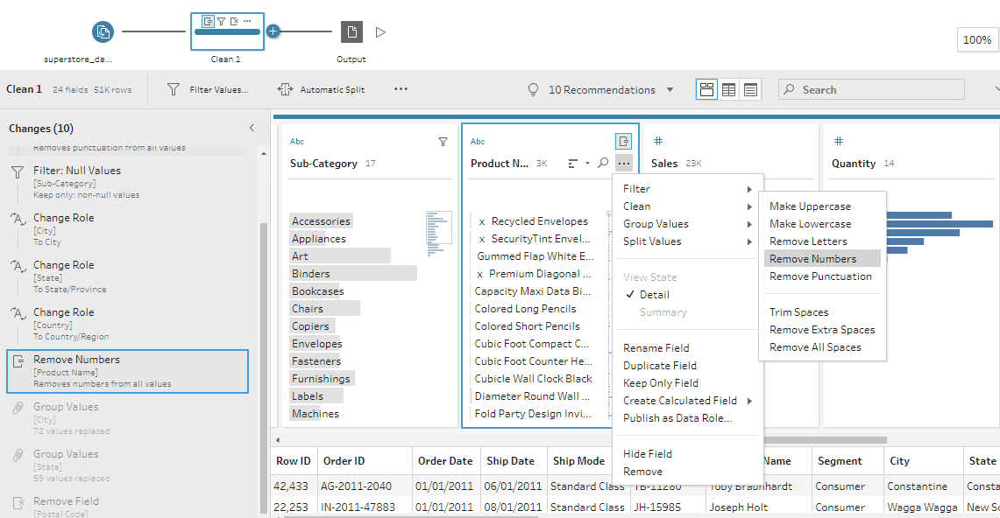 superstore_da...
Clean 1
Output
100%
Clean 1 24 fields 51K rows Filter Values... Automatic Split ... 10 Recommendations Search
Changes (10)
Removes punctuation from all values
Filter: Null Values
[Sub-Category]
Keep only: non-null values
Change Role
[City]
To City
Change Role
[State]
To State/Province
Change Role
[Country]
To Country/Region
Remove Numbers
[Product Name]
Removes numbers from all values
Group Values
[City]
72 values replaced
Group Values
[State]
59 values replaced
Remove Field
[Postal Code]
Abc
Sub-Category 17
Accessories
Appliances
Art
Binders
Bookcases
Chairs
Copiers
Envelopes
Fasteners
Furnishings
Labels
Machines
Abc
Product N... 3K
x Recycled Envelopes
x SecurityTint Envel...
Gummed Flap White E...
x Premium Diagonal ...
Capacity Maxi Data Bi...
Colored Long Pencils
Colored Short Pencils
Cubic Foot Compact C...
Cubic Foot Counter He...
Cubicle Wall Clock Black
Diameter Round Wall ...
Fold Party Design Invi...
#
Sales 23K
#
Quantity 14
Filter
Clean
Group Values
Split Values
View State
✓ Detail
Summary
Rename Field
Duplicate Field
Keep Only Field
Create Calculated Field
Publish as Data Role...
Hide Field
Remove
Make Uppercase
Make Lowercase
Remove Letters
Remove Numbers
Remove Punctuation
Trim Spaces
Remove Extra Spaces
Remove All Spaces
Row ID Order ID Order Date Ship Date Ship Mode Name Segment City State
42,433 AG-2011-2040 01/01/2011 06/01/2011 Standard Class TB-11280 Toby Braunhardt Consumer Constantine Consta
22,253 IN-2011-47883 01/01/2011 08/01/2011 Standard Class JH-15985 Joseph Holt Consumer Wagga Wagga New So